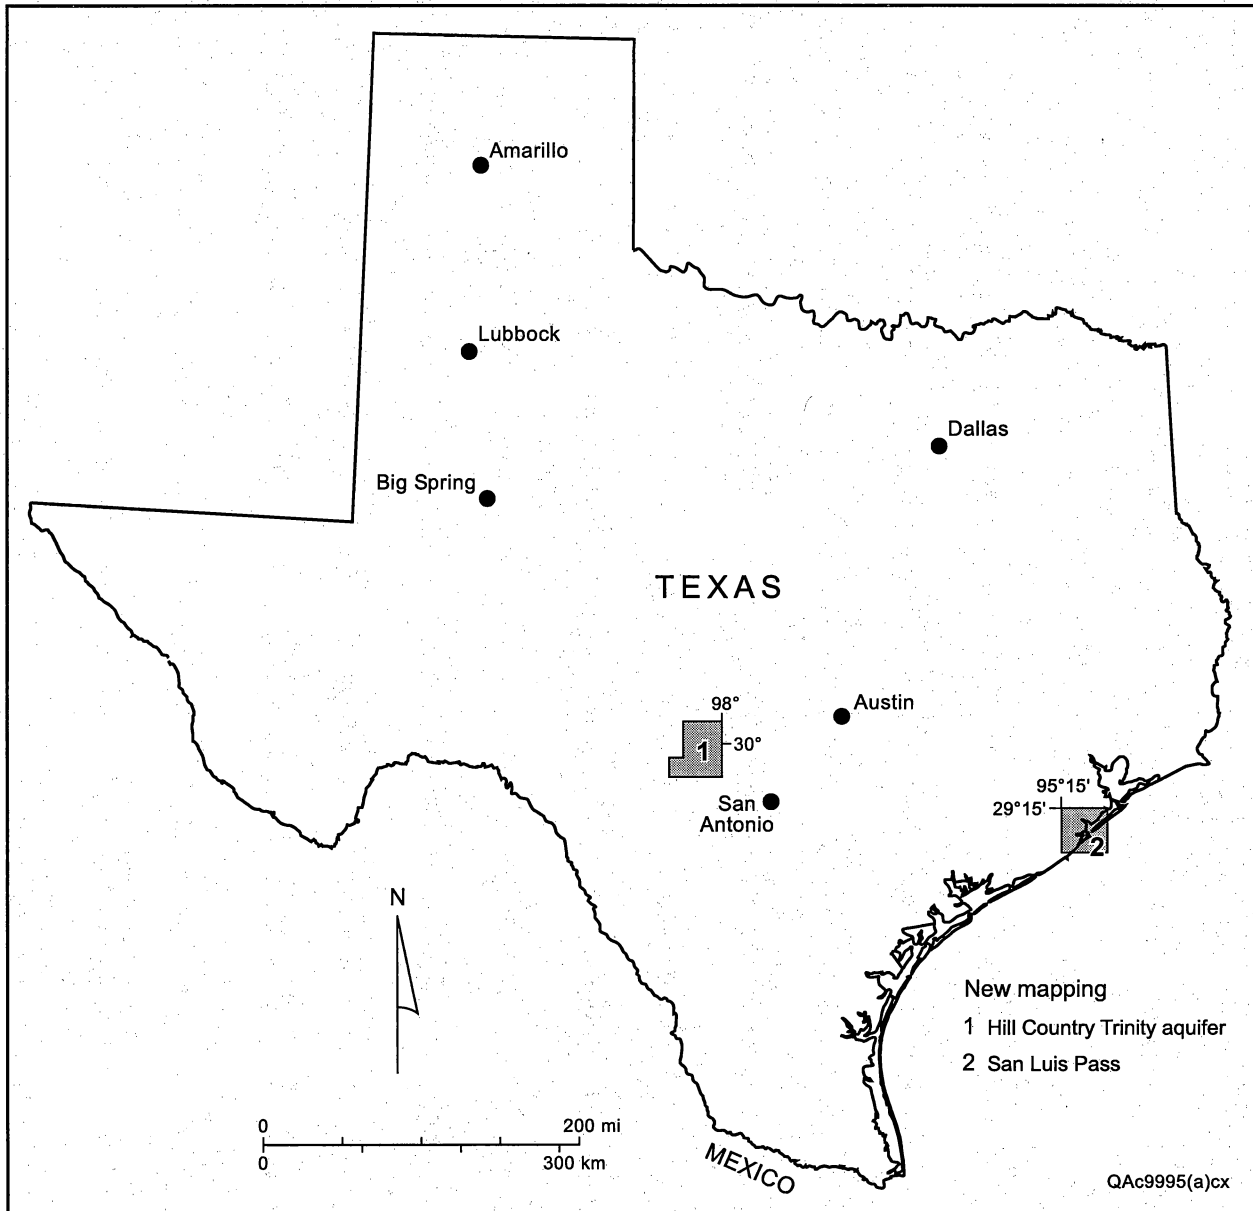 Amarillo
Lubbock
Dallas
Big Spring
TEXAS
98°
Austin
1
30°
San
Antonio
95°15'
29°15'
2
N
New mapping
1 Hill Country Trinity aquifer
2 San Luis Pass
0 200 mi
0 300 km
MEXICO
QAc9995(a)cx